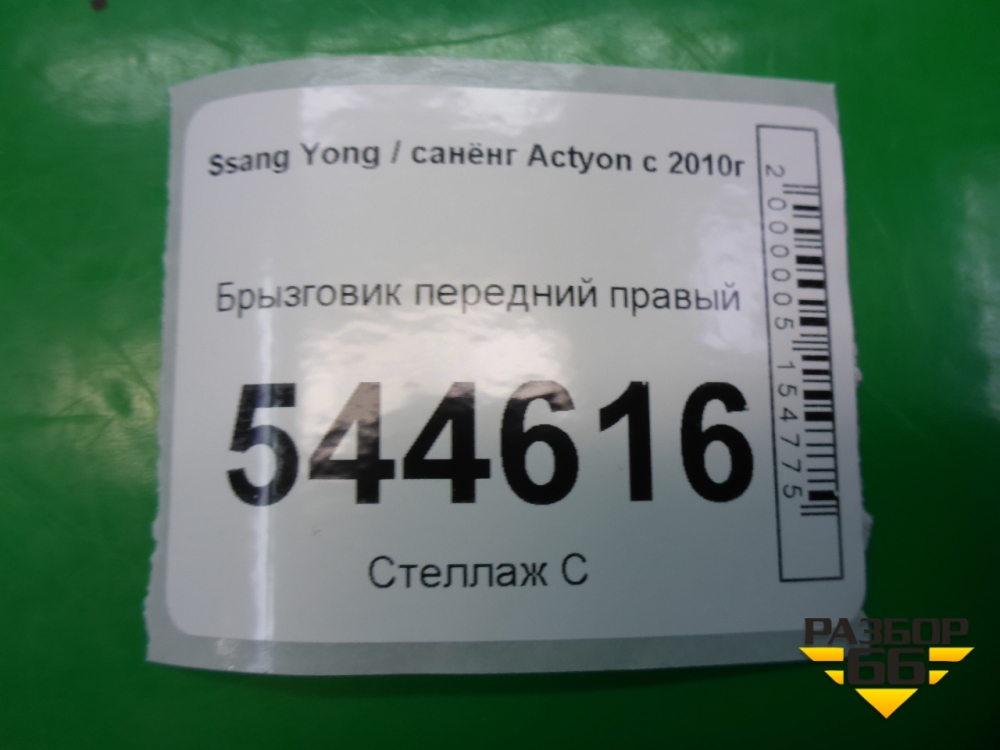 Ssang Yong / санёнг Actyon с 2010г
Брызговик передний правый
544616
Стеллаж С
2000005154775
РАЗБОР
66